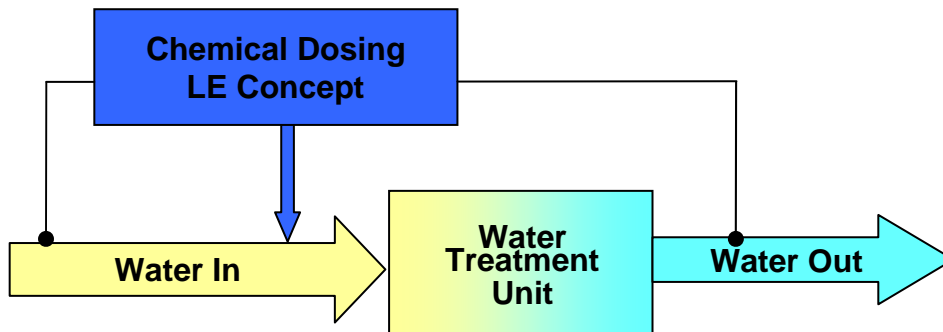 Chemical Dosing
LE Concept
Water In
Water
Treatment
Unit
Water Out